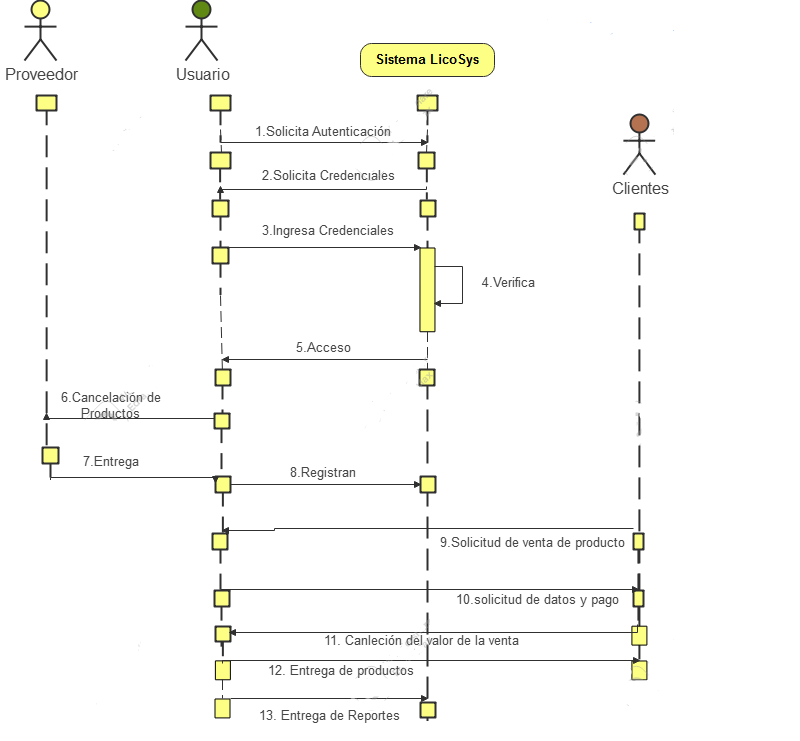 Proveedor
Usuario
Sistema LicoSys
Clientes
1.Solicita Autenticación
2.Solicita Credenciales
3.Ingresa Credenciales
4.Verifica
5.Acceso
6.Cancelación de
Productos
7.Entrega
8.Registran
9.Solicitud de venta de producto
10.solicitud de datos y pago
11. Canleción del valor de la venta
12. Entrega de productos
13. Entrega de Reportes